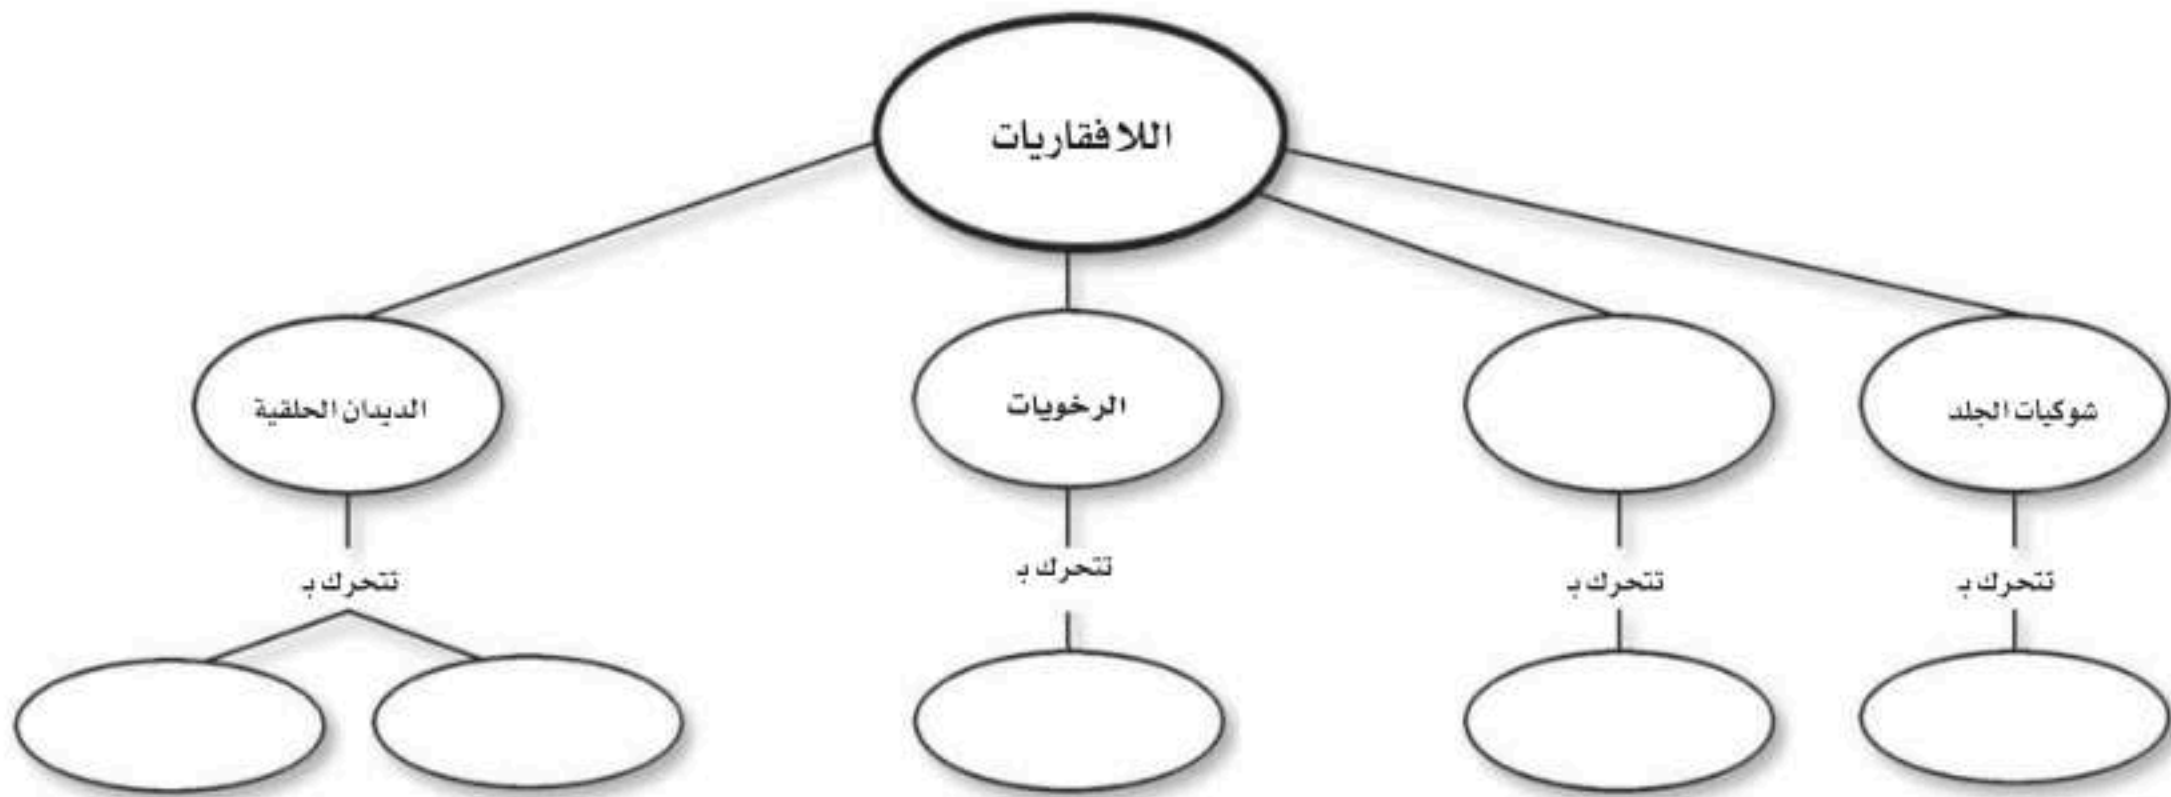 اللافقاريات
شوكيات الجلد
الرخويات
الديدان الحلقية
تتحرك بـ
تتحرك بـ
تتحرك بـ
تتحرك بـ